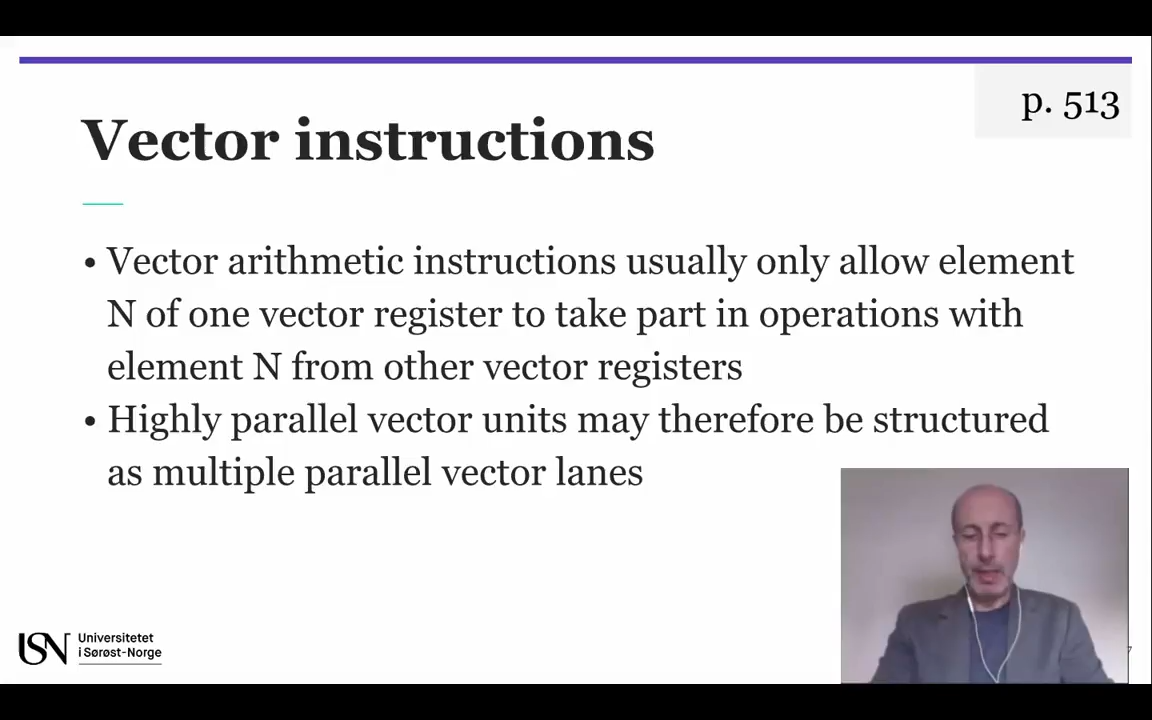 p. 513
Vector instructions
• Vector arithmetic instructions usually only allow element
N of one vector register to take part in operations with
element N from other vector registers
• Highly parallel vector units may therefore be structured
as multiple parallel vector lanes
USN Universitetet
i Sørøst-Norge
7